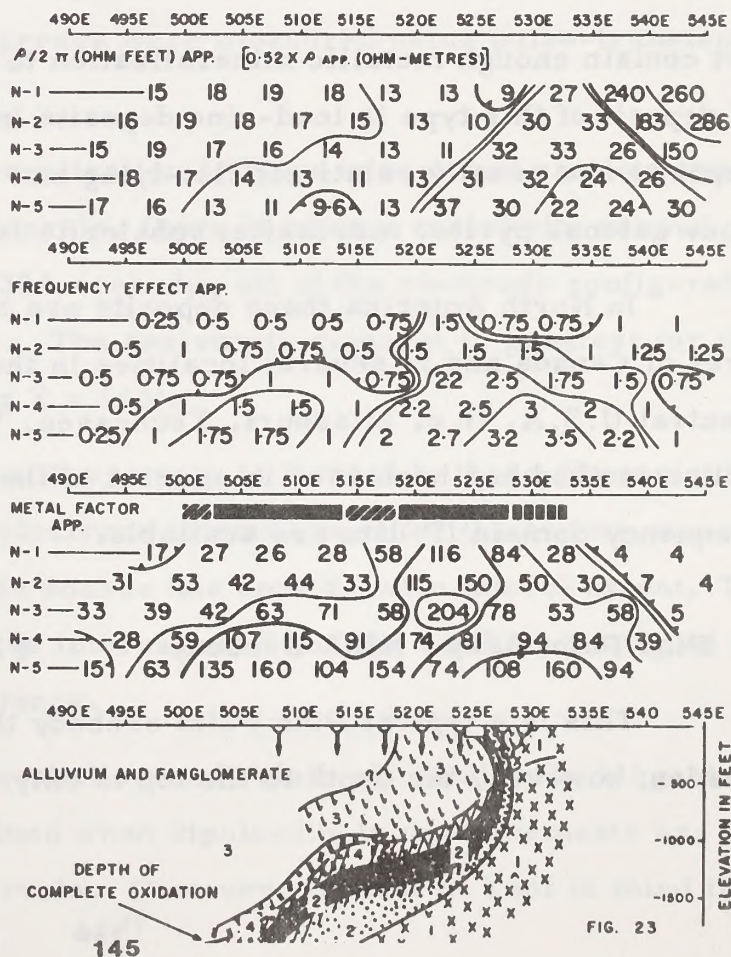 490E 495E 500E 505E 510E 515E 520E 525E 530E 535E 540E 545E
ρ/2 π (OHM FEET) APP. [0·52 X ρ APP. (OHM-METRES)]
N-1 15 18 19 18 13 13 9 27 240 260
N-2 16 19 18 17 15 13 10 30 33 183 286
N-3 15 19 17 16 14 13 11 32 33 26 150
N-4 18 17 14 13 11 13 31 32 24 26
N-5 17 16 13 11 9·6 13 37 30 22 24 30
490E 495E 500E 505E 510E 515E 520E 525E 530E 535E 540E 545E
FREQUENCY EFFECT APP.
N-1 0·25 0·5 0·5 0·5 0·75 1·5 0·75 0·75 1 1
N-2 0·5 1 0·75 0·75 0·5 1·5 1·5 1·5 1 1·25 1·25
N-3 0·5 0·75 0·75 1 1 0·75 2·2 2·5 1·75 1·5 0·75
N-4 0·5 1 1·5 1·5 1 2·2 2·5 3 2 1
N-5 0·25 1 1·75 1·75 1 2 2·7 3·2 3·5 2·2 1
490E 495E 500E 505E 510E 515E 520E 525E 530E 535E 540E 545E
METAL FACTOR
APP.
N-1 17 27 26 28 58 116 84 28 4 4
N-2 31 53 42 44 33 115 150 50 30 7 4
N-3 33 39 42 63 71 58 204 78 53 58 5
N-4 28 59 107 115 91 174 81 94 84 39
N-5 15 63 135 160 104 154 74 108 160 94
490E 495E 500E 505E 510E 515E 520E 525E 530E 535E 540 545E
ALLUVIUM AND FANGLOMERATE ? 3
-500
3
3 4 2 -1000
DEPTH OF
COMPLETE OXIDATION
2 1 -1500
4 2 1
ELEVATION IN FEET
FIG. 23
145